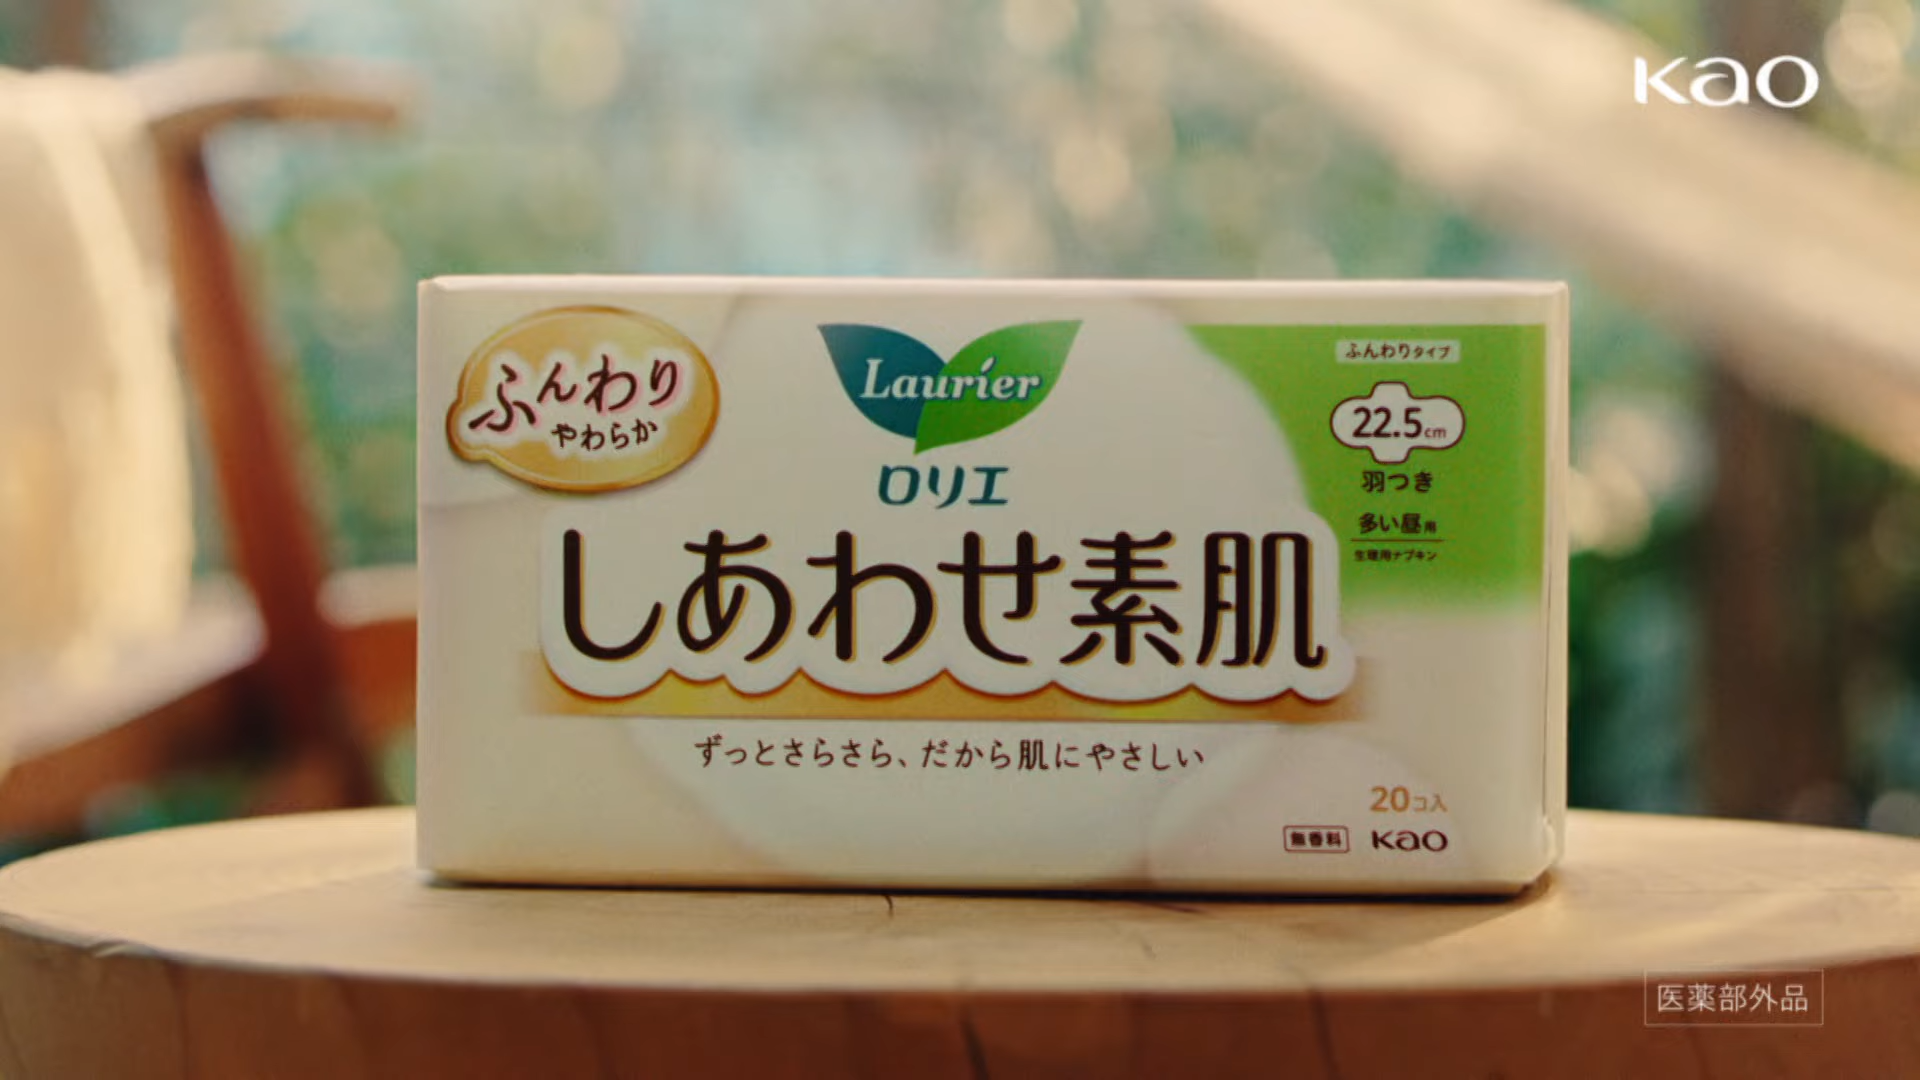 kao
ふんわり
やわらか
Laurier
ロリエ
ふんわりタイプ
22.5cm
羽つき
多い昼用
生理用ナプキン
しあわせ素肌
ずっとさらさら、だから肌にやさしい
20コ入
無香料
kao
医薬部外品